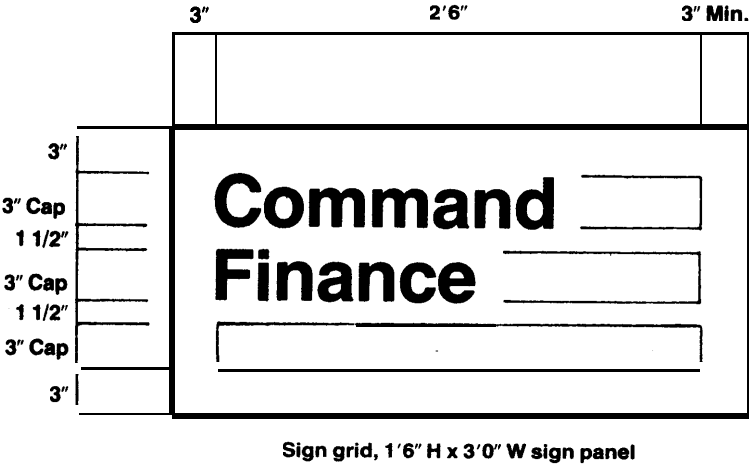 3″ 2′6″ 3″ Min.
3″
3″ Cap
1 1/2″
3″ Cap
1 1/2″
3″ Cap
3″
Command
Finance
Sign grid, 1′6″ H x 3′0″ W sign panel